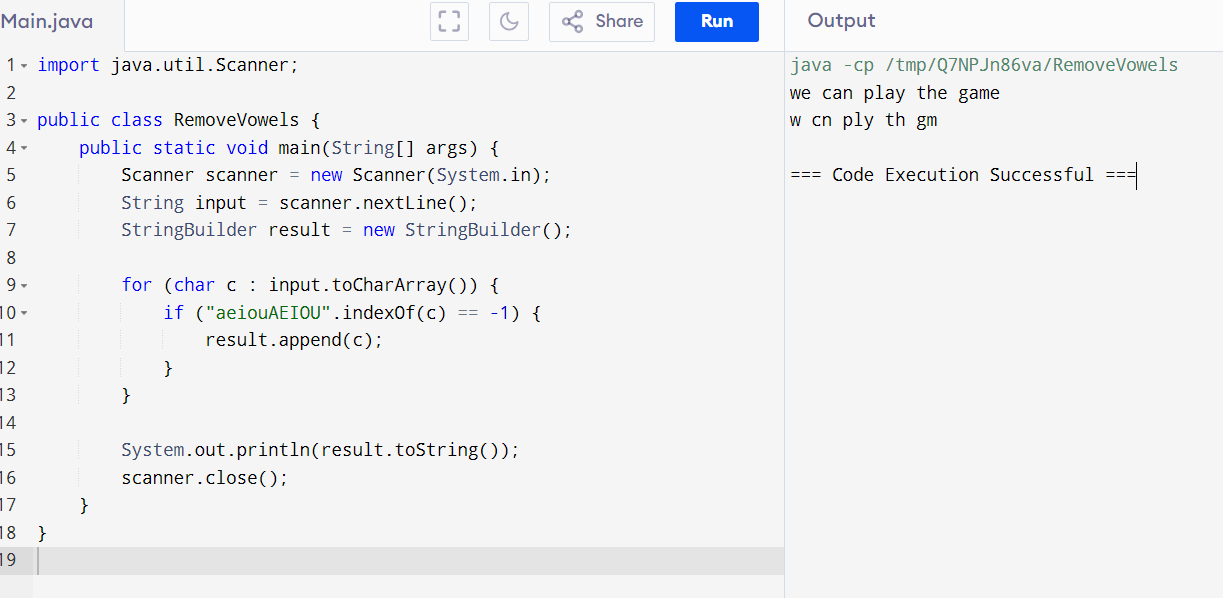 Main.java Share Run Output
1 import java.util.Scanner;
2
3 public class RemoveVowels {
4     public static void main(String[] args) {
5         Scanner scanner = new Scanner(System.in);
6         String input = scanner.nextLine();
7         StringBuilder result = new StringBuilder();
8
9         for (char c : input.toCharArray()) {
10             if ("aeiouAEIOU".indexOf(c) == -1) {
11                 result.append(c);
12             }
13         }
14
15         System.out.println(result.toString());
16         scanner.close();
17     }
18 }
19
java -cp /tmp/Q7NPJn86va/RemoveVowels
we can play the game
w cn ply th gm
=== Code Execution Successful ===